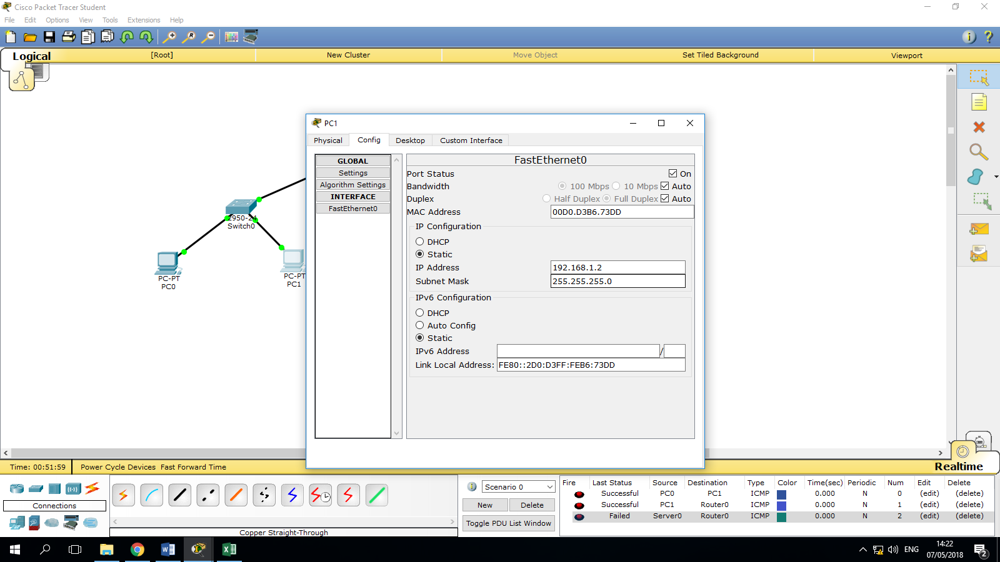 Cisco Packet Tracer Student
File Edit Options View Tools Extensions Help
Logical [Root] New Cluster Move Object Set Tiled Background Viewport
PC1
Physical Config Desktop Custom Interface
GLOBAL
Settings
Algorithm Settings
INTERFACE
FastEthernet0
FastEthernet0
Port Status On
Bandwidth 100 Mbps 10 Mbps Auto
Duplex Half Duplex Full Duplex Auto
MAC Address 00D0.D3B6.73DD
IP Configuration
DHCP
Static
IP Address 192.168.1.2
Subnet Mask 255.255.255.0
IPv6 Configuration
DHCP
Auto Config
Static
IPv6 Address /
Link Local Address: FE80::2D0:D3FF:FEB6:73DD
2950-24
Switch0
PC-PT
PC0
PC-PT
PC1
Time: 00:51:59 Power Cycle Devices Fast Forward Time
Realtime
Connections
Copper Straight-Through
Scenario 0
New Delete
Toggle PDU List Window
Fire Last Status Source Destination Type Color Time(sec) Periodic Num Edit Delete
Successful PC0 PC1 ICMP 0.000 N 0 (edit) (delete)
Successful PC1 Router0 ICMP 0.000 N 1 (edit) (delete)
Failed Server0 Router0 ICMP 0.000 N 2 (edit) (delete)
ENG
14:22
07/05/2018
2